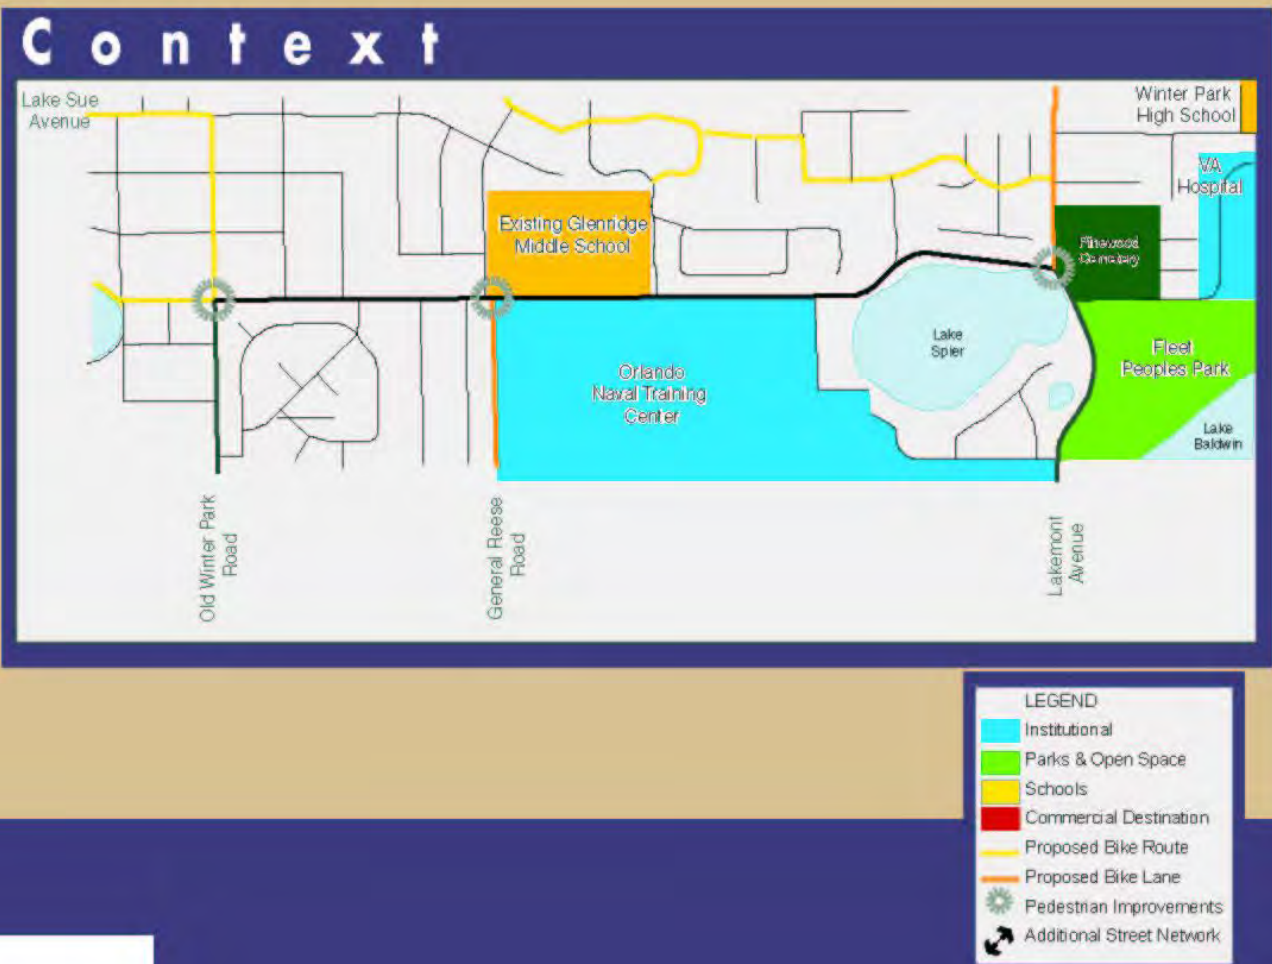 Context
Lake Sue
Avenue
Winter Park
High School
VA
Hospital
Existing Glenridge
Middle School
Pinewood
Cemetery
Lake
Spier
Fleet
Peoples Park
Orlando
Naval Training
Center
Lake
Baldwin
Old Winter Park
Road
General Reese
Road
Lakemont
Avenue
LEGEND
Institutional
Parks & Open Space
Schools
Commercial Destination
Proposed Bike Route
Proposed Bike Lane
Pedestrian Improvements
Additional Street Network